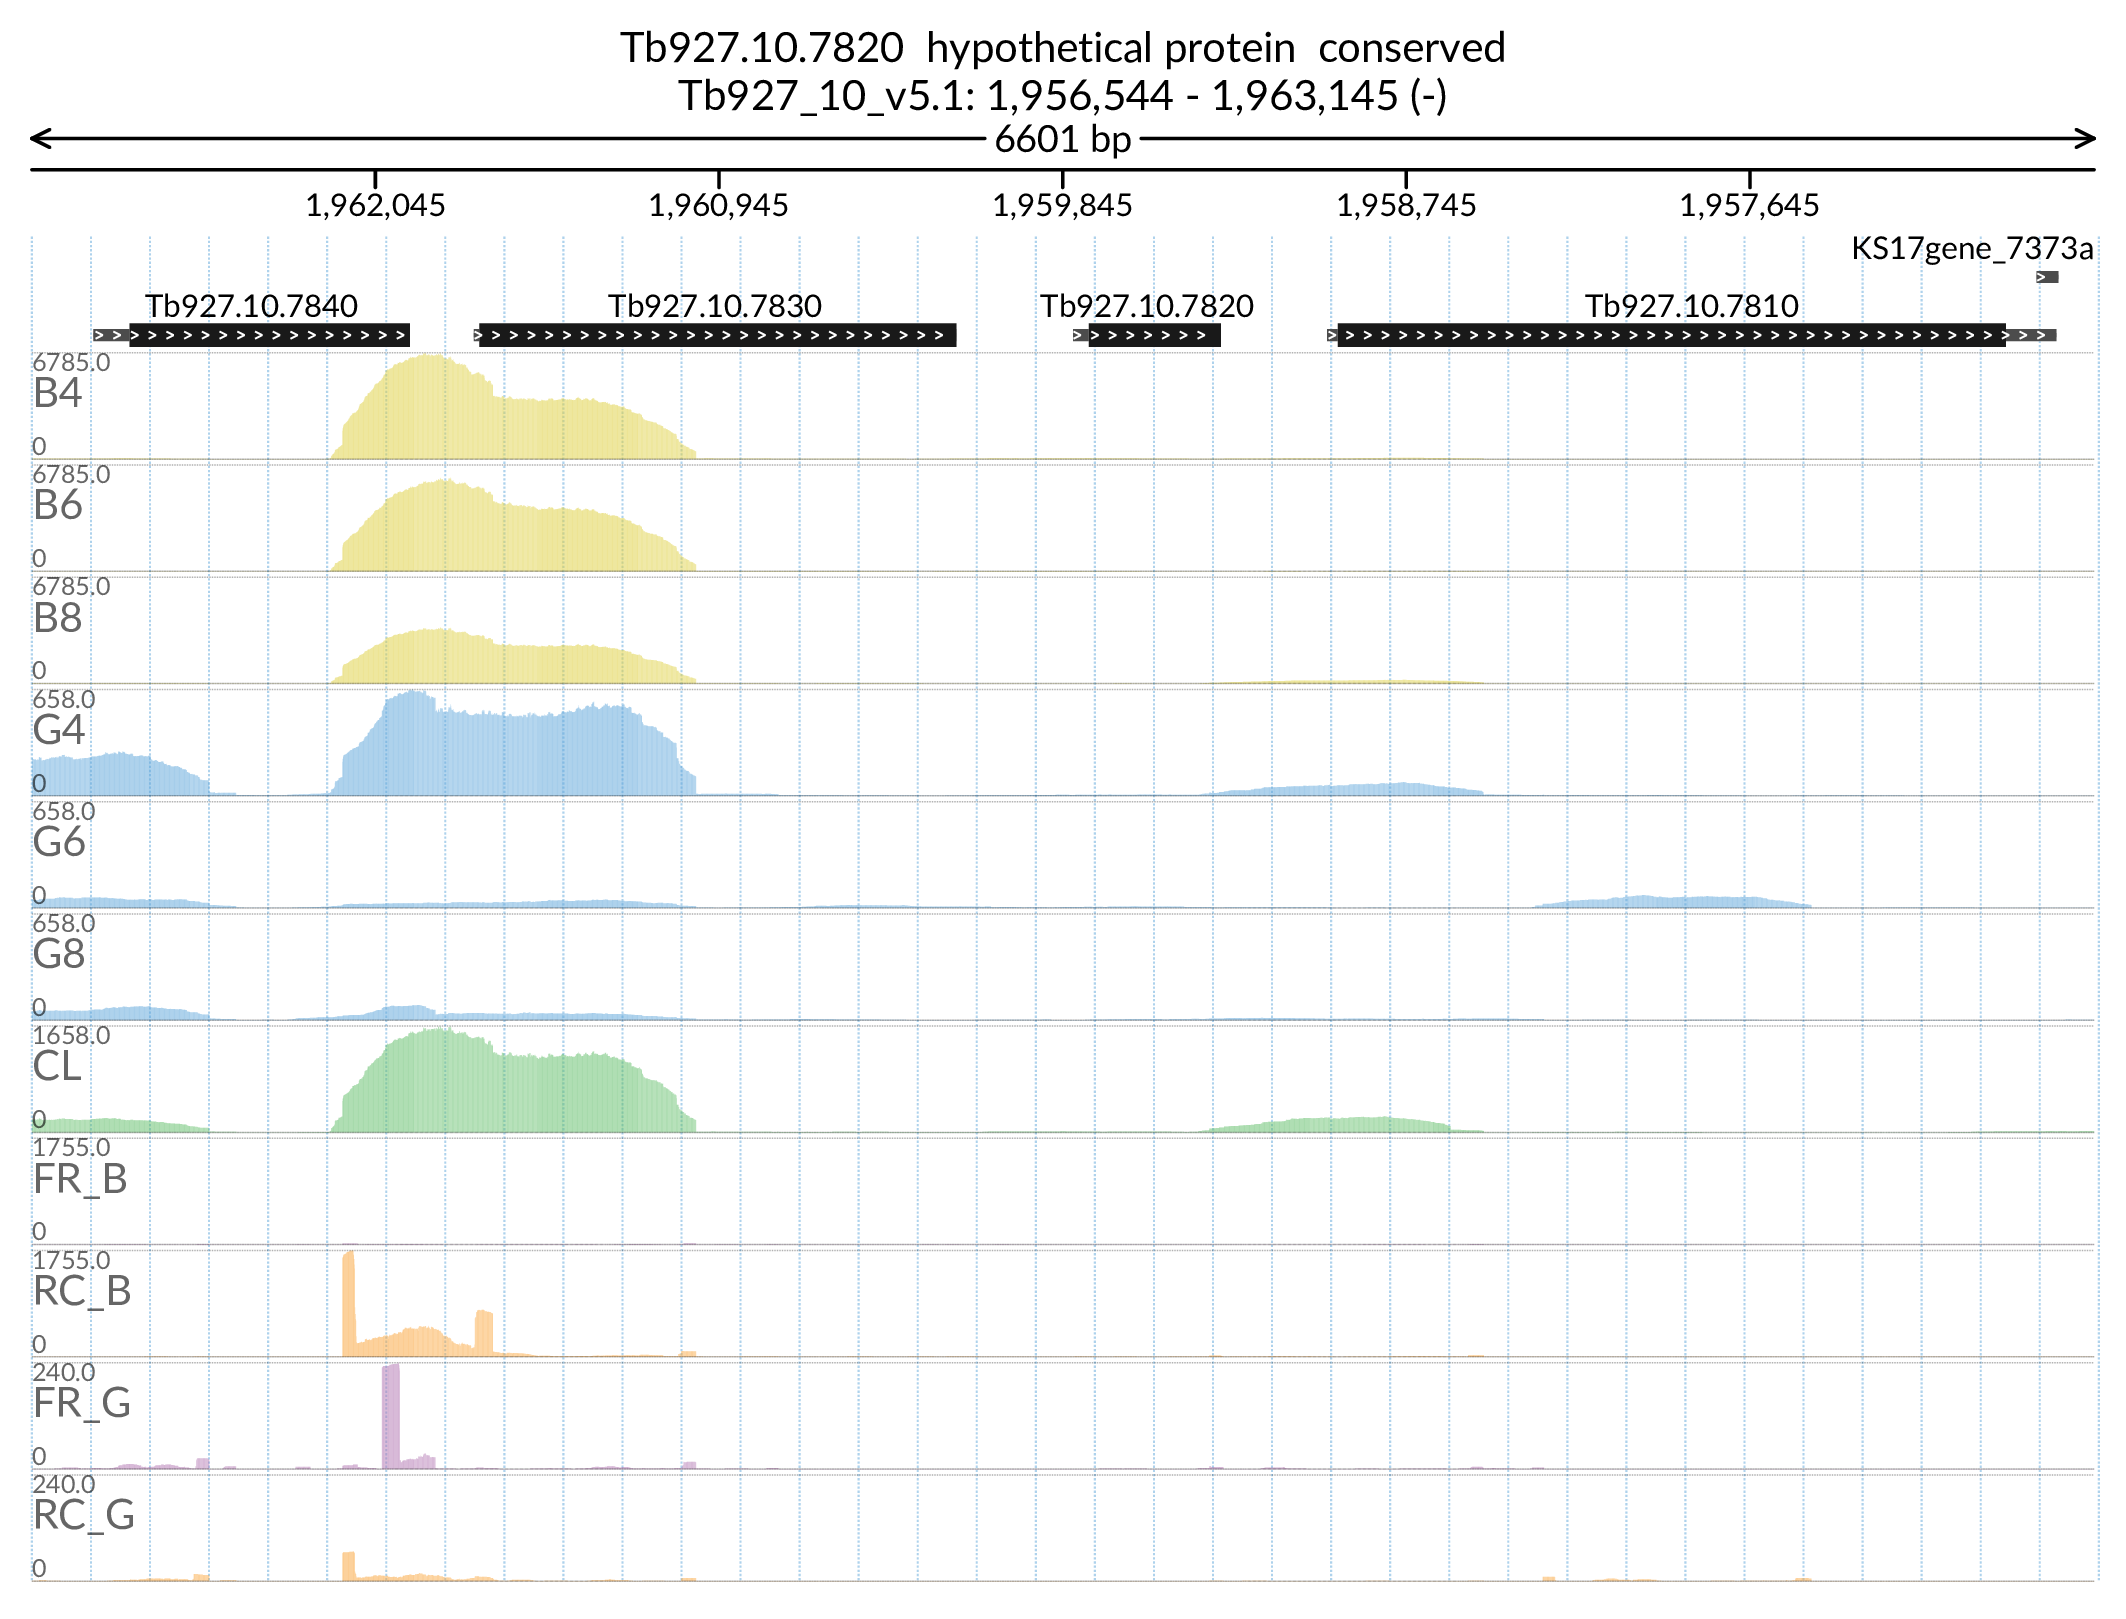 Tb927.10.7820  hypothetical protein  conserved
Tb927_10_v5.1: 1,956,544 - 1,963,145 (-)
6601 bp
1,962,045 1,960,945 1,959,845 1,958,745 1,957,645
KS17gene_7373a
Tb927.10.7840 Tb927.10.7830 Tb927.10.7820 Tb927.10.7810
6785.0
B4
0
6785.0
B6
0
6785.0
B8
0
658.0
G4
0
658.0
G6
0
658.0
G8
0
1658.0
CL
0
1755.0
FR_B
0
1755.0
RC_B
0
240.0
FR_G
0
240.0
RC_G
0